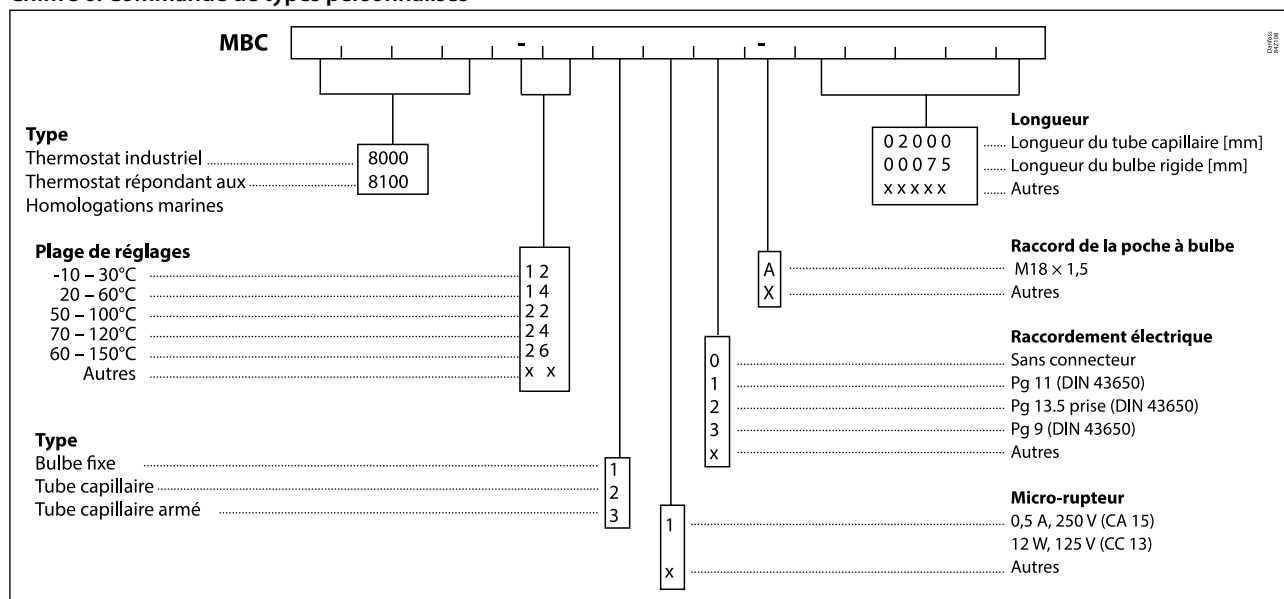 MBC - -
Danfoss
84Z108
Type
Thermostat industriel 8000
Thermostat répondant aux 8100
Homologations marines
Plage de réglages
-10 – 30°C 1 2
20 – 60°C 1 4
50 – 100°C 2 2
70 – 120°C 2 4
60 – 150°C 2 6
Autres x x
Type
Bulbe fixe 1
Tube capillaire 2
Tube capillaire armé 3
Longueur
0 2 0 0 0 Longueur du tube capillaire [mm]
0 0 0 7 5 Longueur du bulbe rigide [mm]
x x x x x Autres
Raccord de la poche à bulbe
A M18 × 1,5
X Autres
Raccordement électrique
0 Sans connecteur
1 Pg 11 (DIN 43650)
2 Pg 13.5 prise (DIN 43650)
3 Pg 9 (DIN 43650)
x Autres
Micro-rupteur
1 0,5 A, 250 V (CA 15)
12 W, 125 V (CC 13)
x Autres